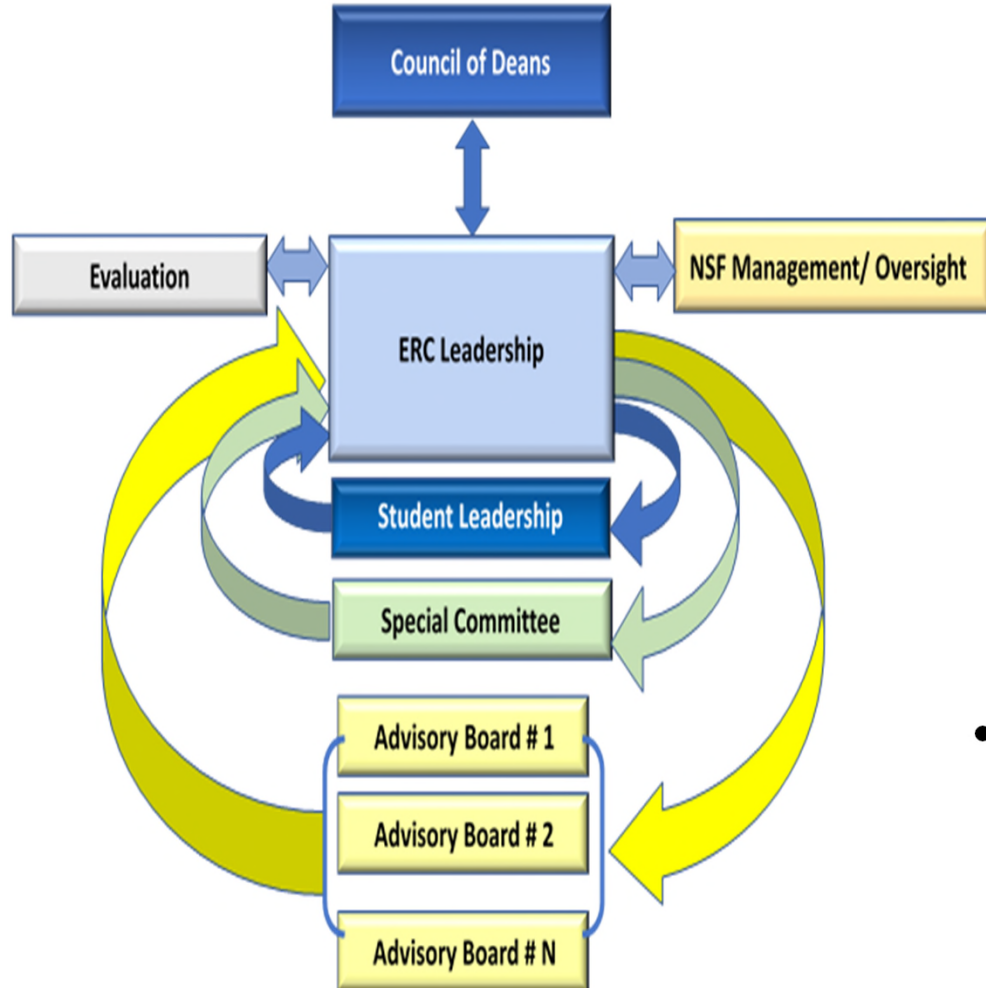 Council of Deans
Evaluation
NSF Management/ Oversight
ERC Leadership
Student Leadership
Special Committee
Advisory Board # 1
•
Advisory Board # 2
Advisory Board # N